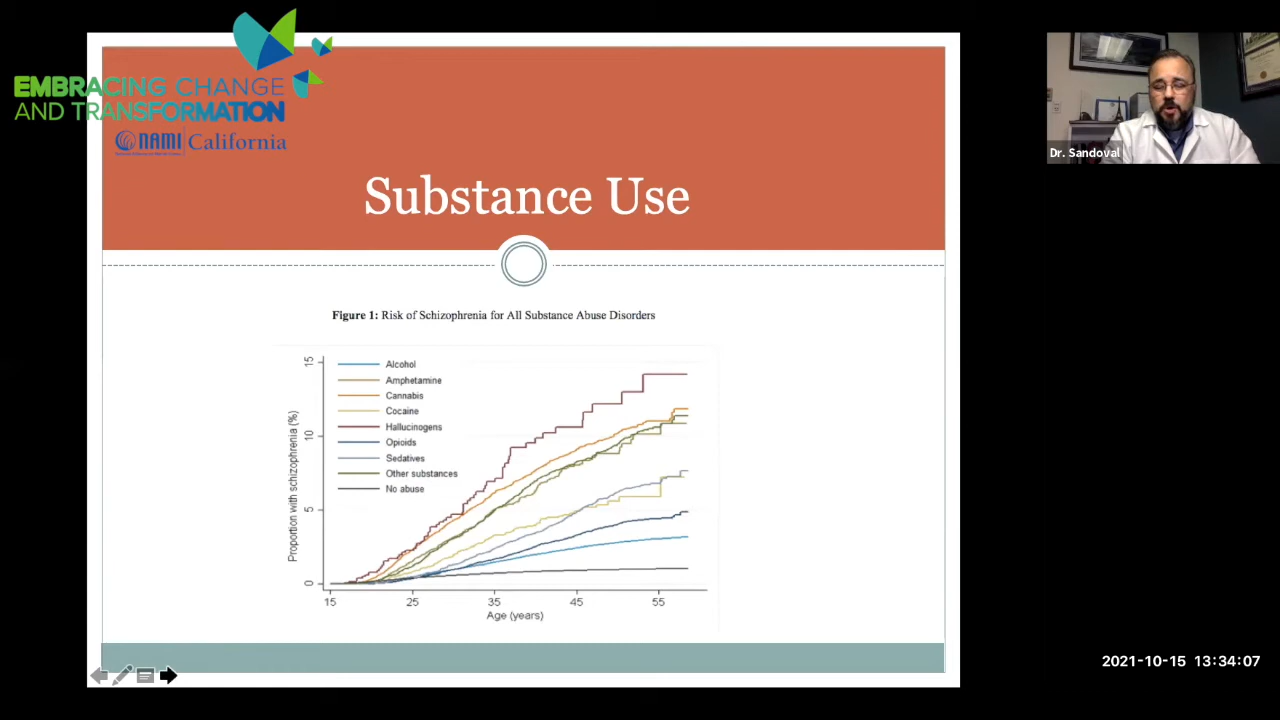 EMBRACING CHANGE
AND TRANSFORMATION
NAMI California
Dr. Sandoval
Substance Use
Figure 1: Risk of Schizophrenia for All Substance Abuse Disorders
Proportion with schizophrenia (%)
15
10
5
0
Alcohol
Amphetamine
Cannabis
Cocaine
Hallucinogens
Opioids
Sedatives
Other substances
No abuse
15 25 35 45 55
Age (years)
2021-10-15 13:34:07